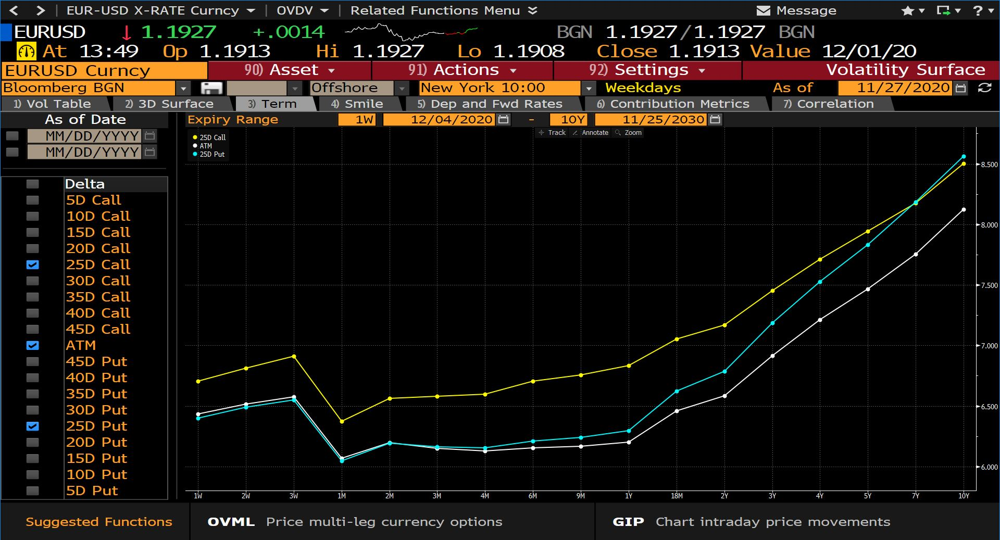 EUR-USD X-RATE Curncy OVDV Related Functions Menu Message ?
EURUSD ↓ 1.1927 +.0014 BGN 1.1927/1.1927 BGN
At 13:49 Op 1.1913 Hi 1.1927 Lo 1.1908 Close 1.1913 Value 12/01/20
EURUSD Curncy 90) Asset 91) Actions 92) Settings Volatility Surface
Bloomberg BGN Offshore New York 10:00 Weekdays As of 11/27/2020
1) Vol Table 2) 3D Surface 3) Term 4) Smile 5) Dep and Fwd Rates 6) Contribution Metrics 7) Correlation
As of Date Expiry Range 1W 12/04/2020 - 10Y 11/25/2030
MM/DD/YYYY
MM/DD/YYYY
Track Annotate Zoom
25D Call
ATM
25D Put
Delta
5D Call
10D Call
15D Call
20D Call
25D Call
30D Call
35D Call
40D Call
45D Call
ATM
45D Put
40D Put
35D Put
30D Put
25D Put
20D Put
15D Put
10D Put
5D Put
8.500
8.000
7.500
7.000
6.500
6.000
1W 2W 3W 1M 2M 3M 4M 6M 9M 1Y 18M 2Y 3Y 4Y 5Y 7Y 10Y
Suggested Functions OVML Price multi-leg currency options GIP Chart intraday price movements